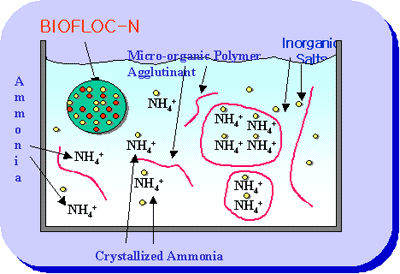 BIOFLOC-N
Micro-organic Polymer
Agglutinant
Inorganic
Salts
Ammonia
NH₄⁺
NH₄⁺
NH₄⁺
NH₄⁺
NH₄⁺
NH₄⁺
NH₄⁺
NH₄⁺
NH₄⁺
NH₄⁺
NH₄⁺
Crystallized Ammonia